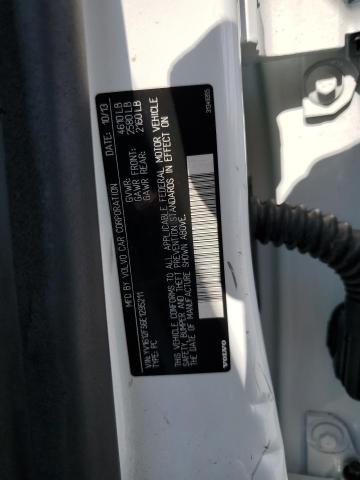 MFD. BY VOLVO CAR CORPORATION DATE: 10/13
GVWR: 4610 LB
GAWR FRONT: 2580 LB
GAWR REAR: 2160 LB
VIN: YV1612FS6E1295211
TYPE: PC
THIS VEHICLE CONFORMS TO ALL APPLICABLE FEDERAL MOTOR VEHICLE
SAFETY, BUMPER AND THEFT PREVENTION STANDARDS IN EFFECT ON
THE DATE OF MANUFACTURE SHOWN ABOVE.
VOLVO